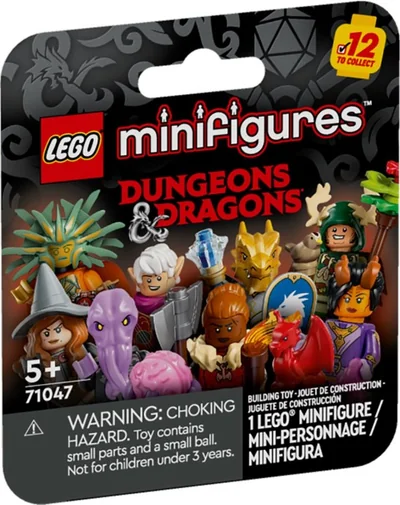 12
TO COLLECT
LEGO minifigures™
DUNGEONS
& DRAGONS
5+
71047
WARNING: CHOKING
HAZARD. Toy contains
small parts and a small ball.
Not for children under 3 years.
BUILDING TOY - JOUET DE CONSTRUCTION -
JUGUETE DE CONSTRUCCIÓN
1 LEGO® MINIFIGURE/
MINI-PERSONNAGE/
MINIFIGURA